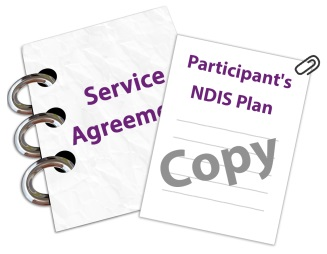 Service
Agreeme
Participant's
NDIS Plan
Copy